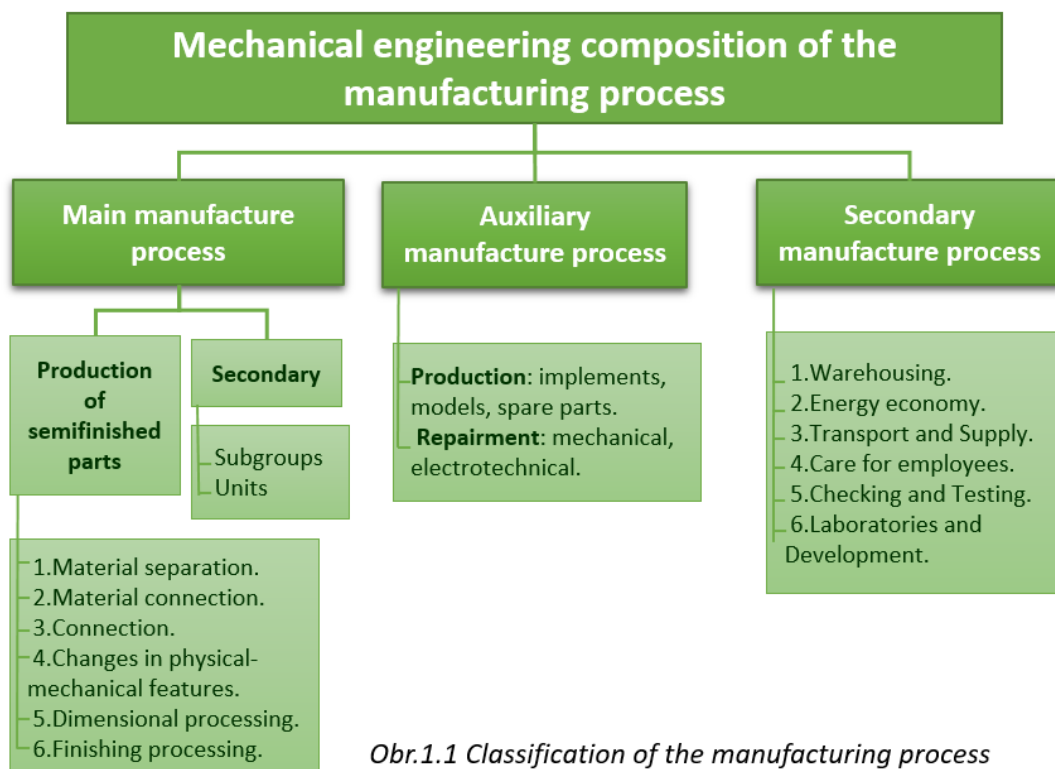 Mechanical engineering composition of the
manufacturing process
Main manufacture
process
Auxiliary
manufacture process
Secondary
manufacture process
Production
of
semifinished
parts
Secondary
Subgroups
Units
1.Material separation.
2.Material connection.
3.Connection.
4.Changes in physical-
mechanical features.
5.Dimensional processing.
6.Finishing processing.
Production: implements,
models, spare parts.
Repairment: mechanical,
electrotechnical.
1.Warehousing.
2.Energy economy.
3.Transport and Supply.
4.Care for employees.
5.Checking and Testing.
6.Laboratories and
Development.
Obr.1.1 Classification of the manufacturing process